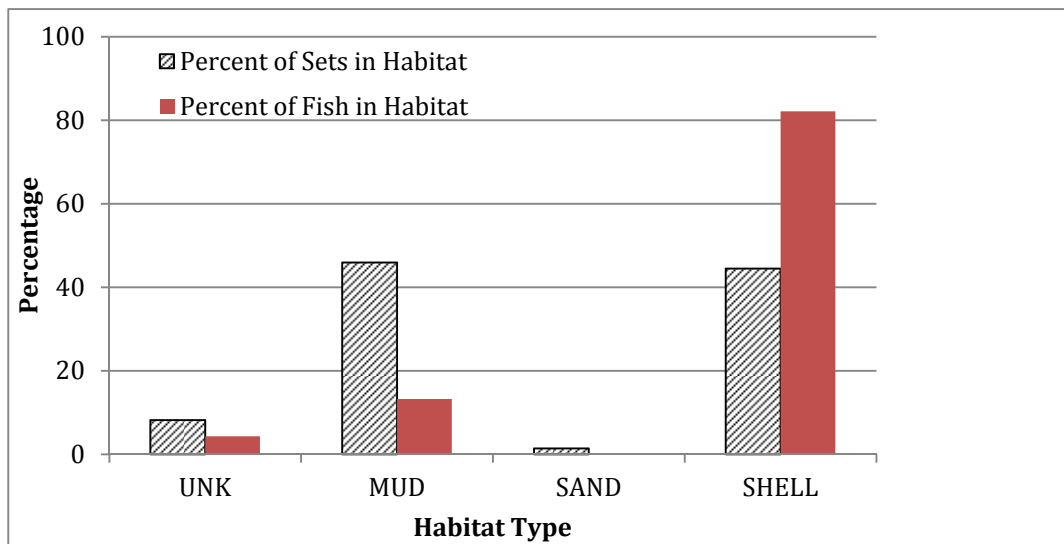 100
80
60
40
20
0
Percentage
Percent of Sets in Habitat
Percent of Fish in Habitat
UNK MUD SAND SHELL
Habitat Type